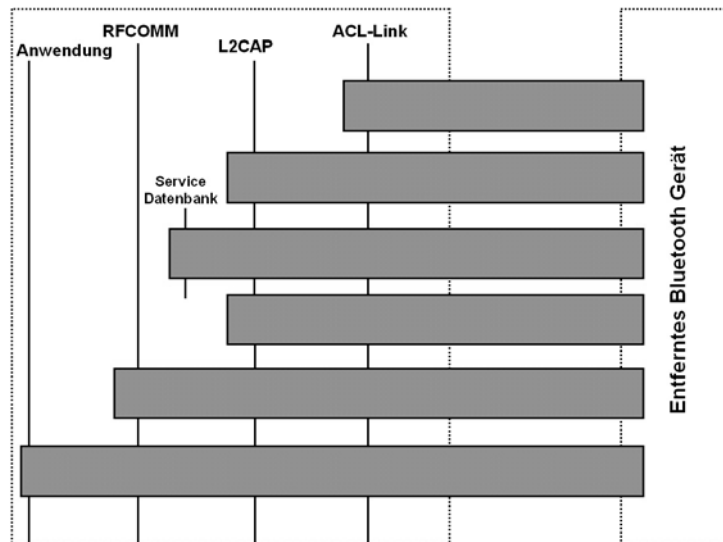 Anwendung
RFCOMM
L2CAP
ACL-Link
Service
Datenbank
Entferntes Bluetooth Gerät